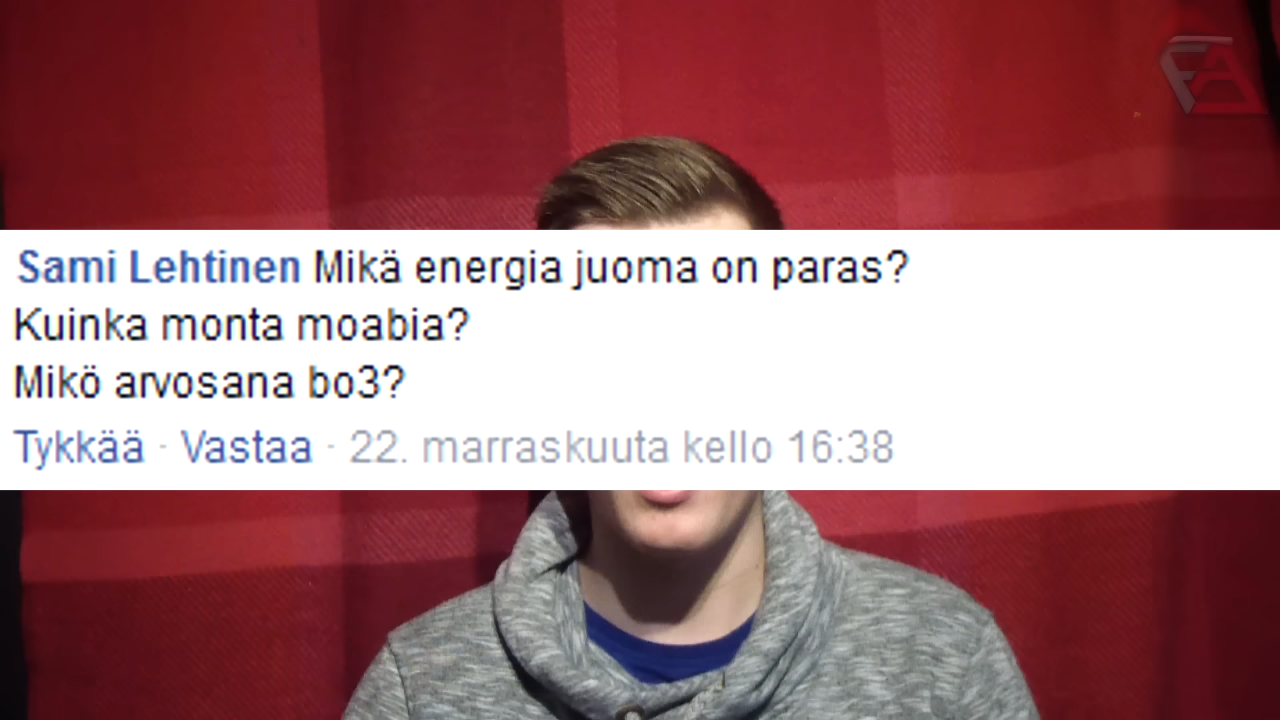 FA
Sami Lehtinen Mikä energia juoma on paras?
Kuinka monta moabia?
Mikö arvosana bo3?
Tykkää · Vastaa · 22. marraskuuta kello 16:38